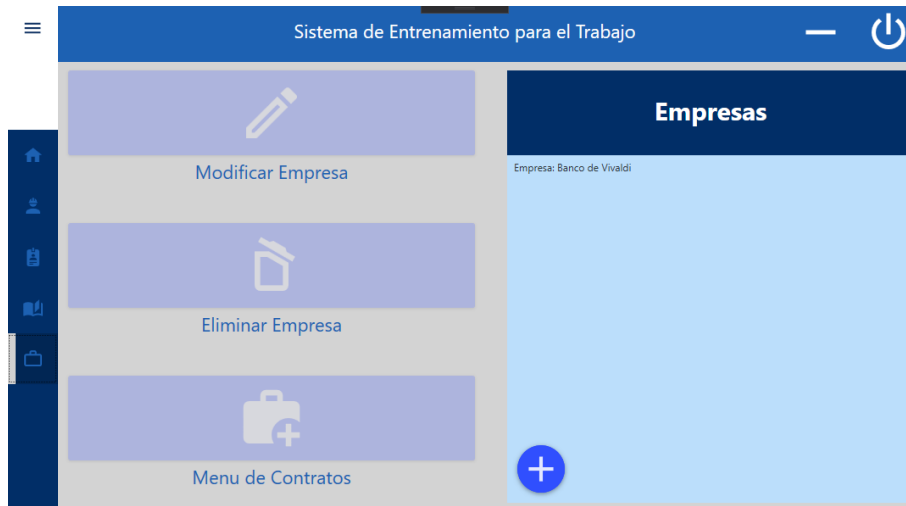 Sistema de Entrenamiento para el Trabajo
Modificar Empresa
Eliminar Empresa
Menu de Contratos
Empresas
Empresa: Banco de Vivaldi